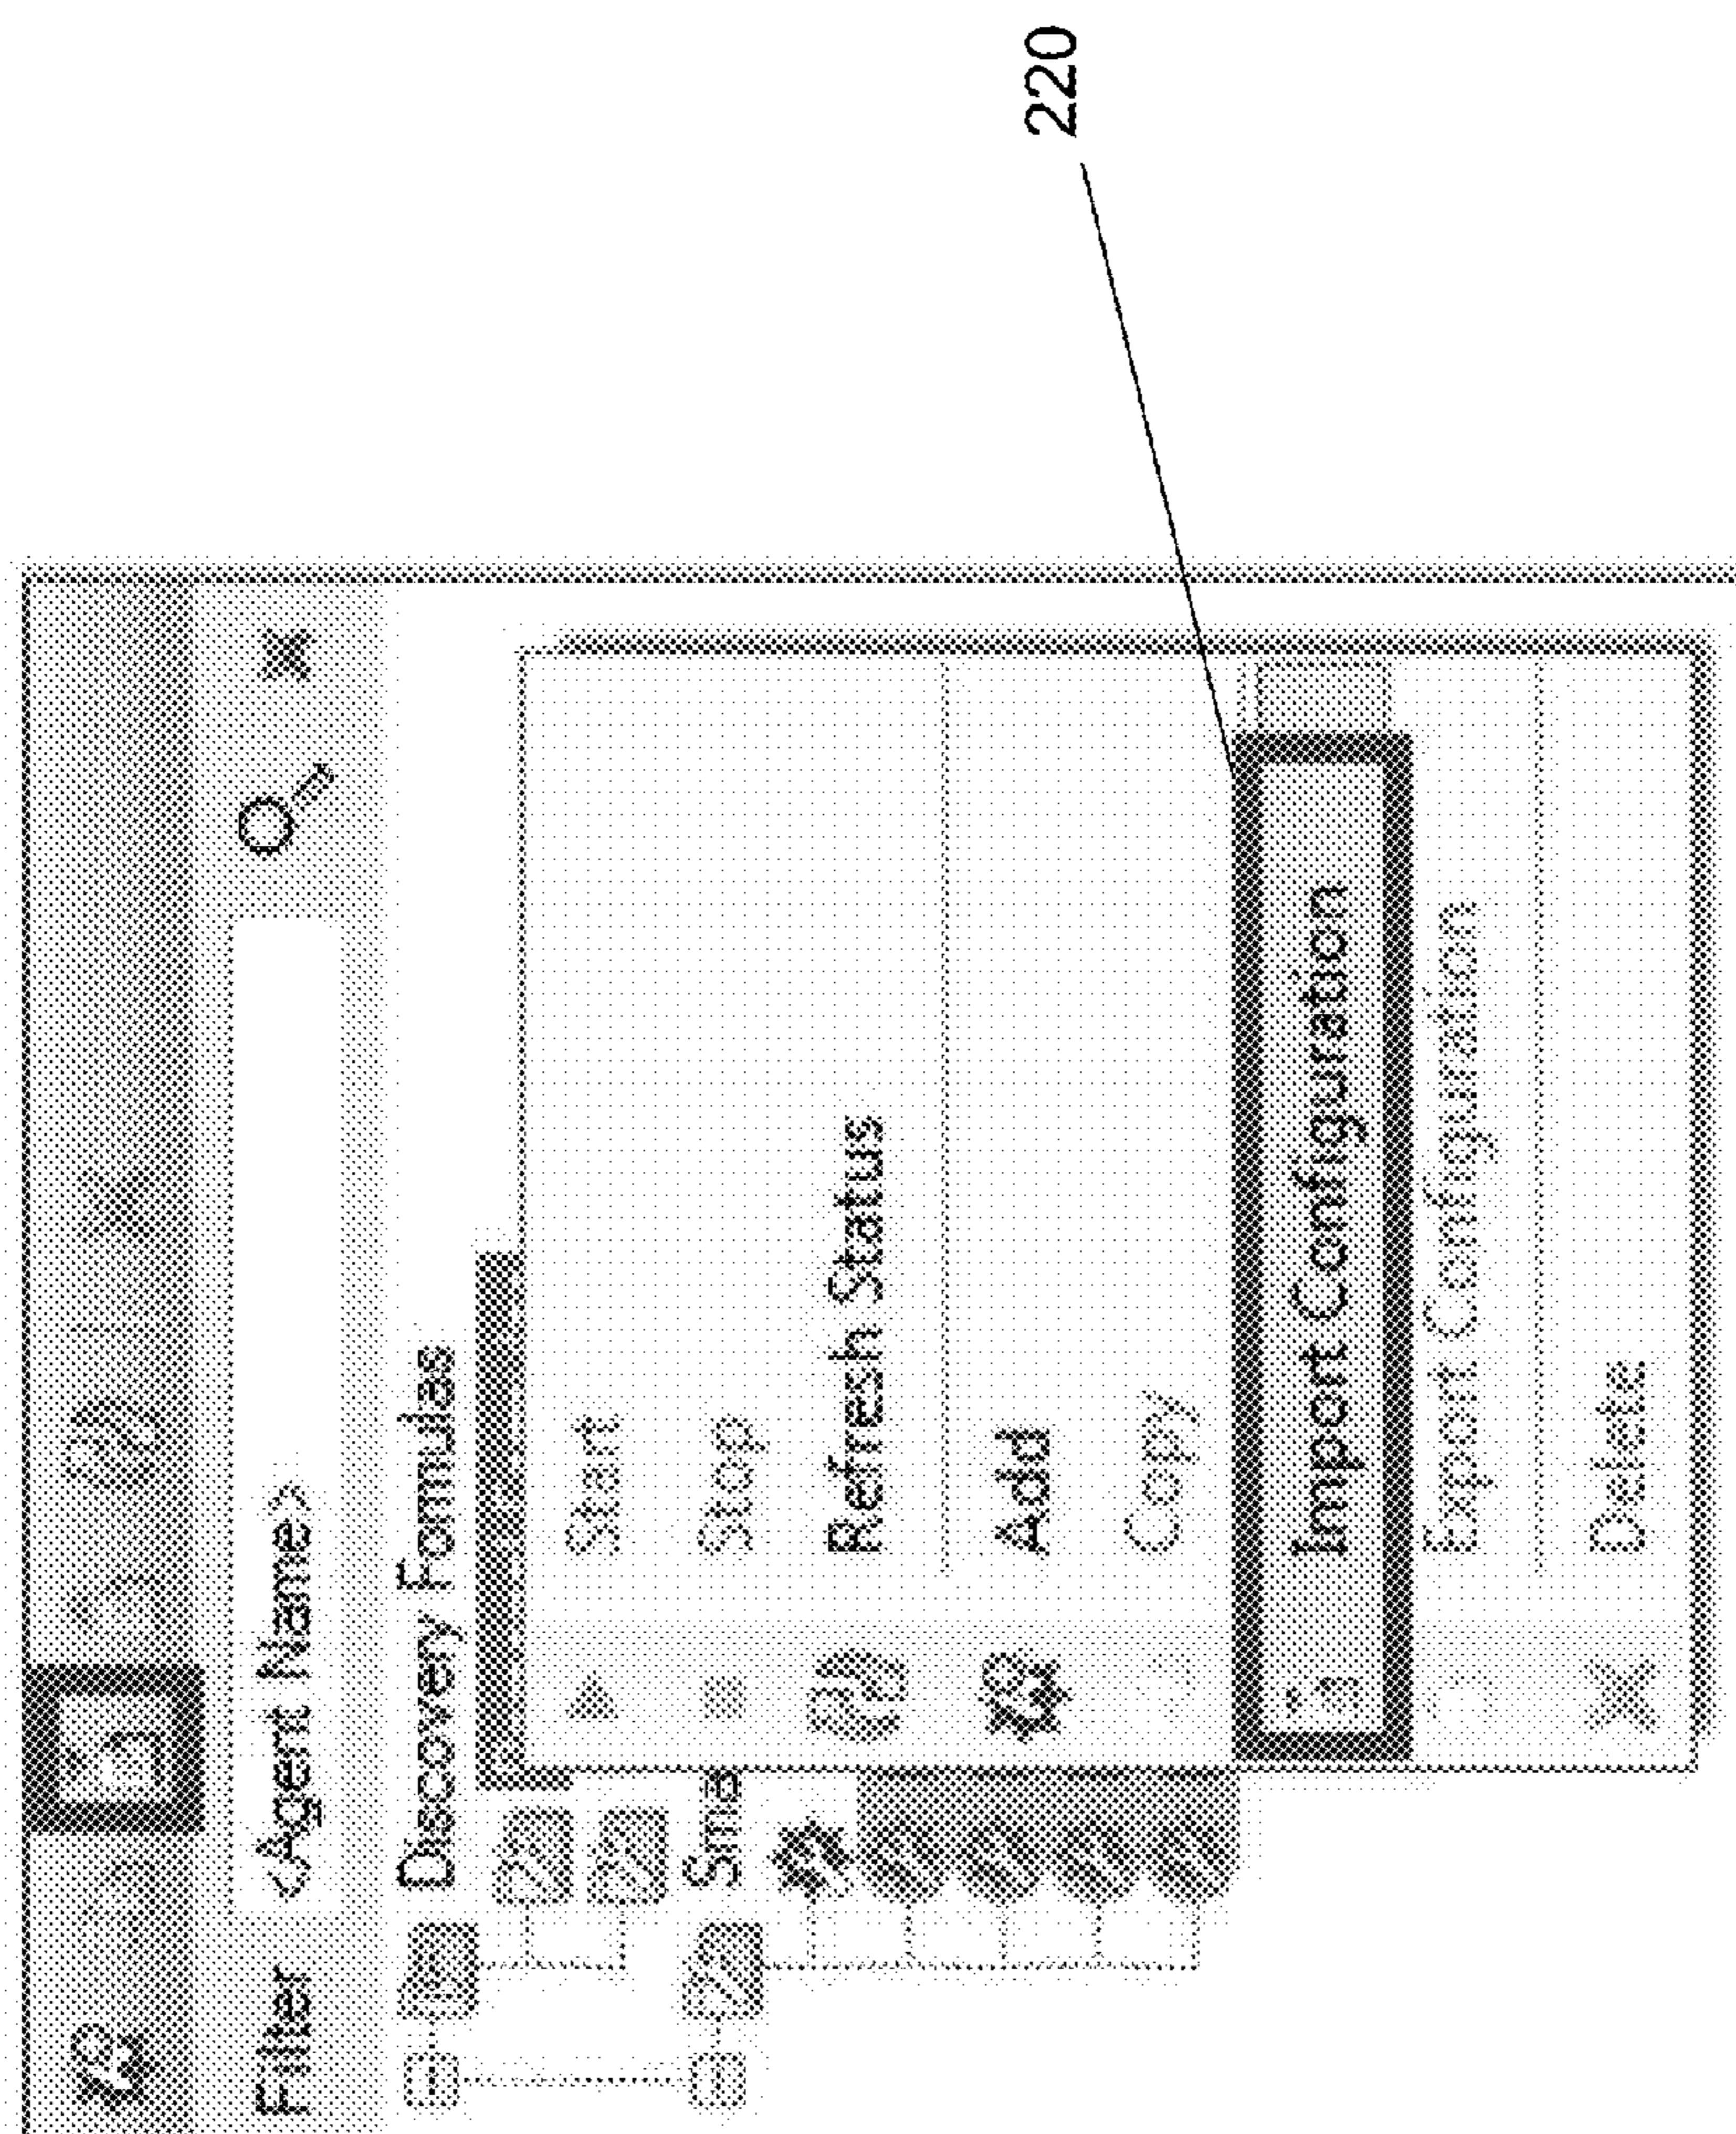 Filter <Agent Name>
Discovery Formulas
Start
Stop
Sma
Refresh Status
Add
Copy
Import Configuration
Export Configuration
Delete
220